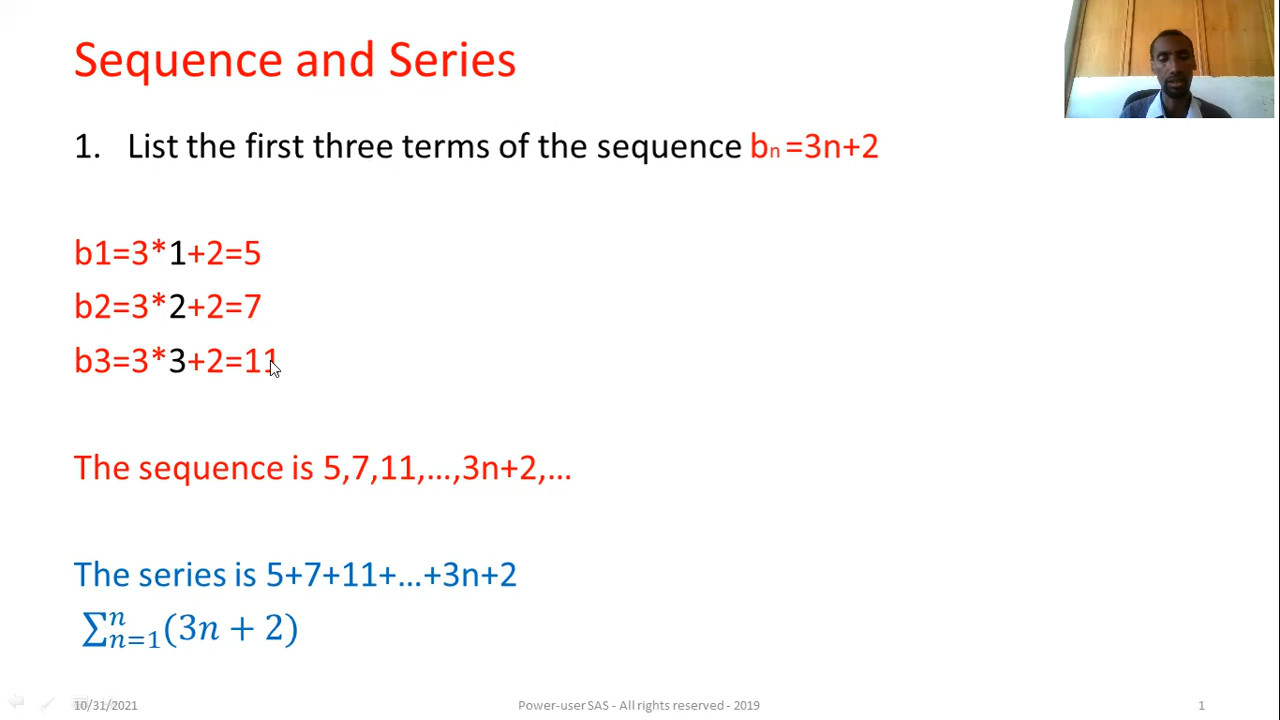 Sequence and Series
1. List the first three terms of the sequence bn =3n+2
b1=3*1+2=5
b2=3*2+2=7
b3=3*3+2=11
The sequence is 5,7,11,...,3n+2,...
The series is 5+7+11+...+3n+2
∑ₙ₌₁ⁿ(3n + 2)
10/31/2021 Power-user SAS - All rights reserved - 2019 1